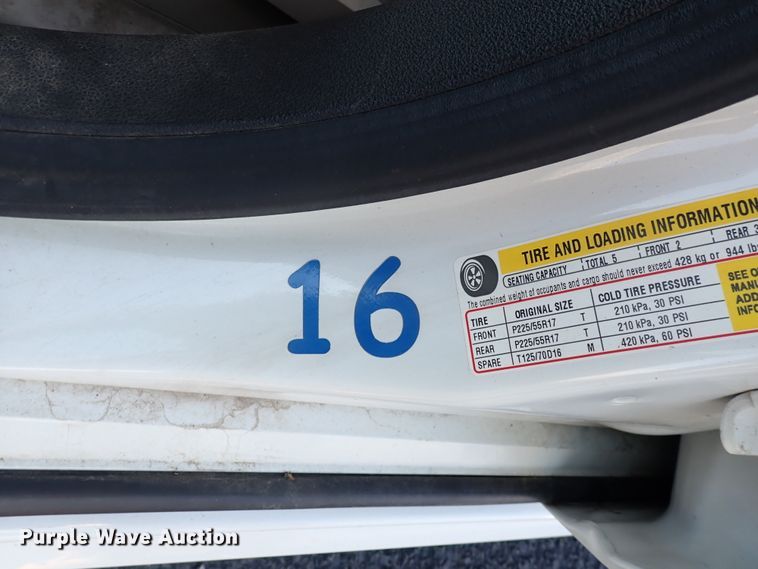 16
TIRE AND LOADING INFORMATION
SEATING CAPACITY TOTAL 5 FRONT 2 REAR 3
The combined weight of occupants and cargo should never exceed 428 kg or 944 lb
TIRE ORIGINAL SIZE COLD TIRE PRESSURE
FRONT P225/55R17 T 210 kPa, 30 PSI
REAR P225/55R17 T 210 kPa, 30 PSI
SPARE T125/70D16 M 420 kPa, 60 PSI
SEE O
MANU
ADD
INFO
Purple Wave Auction